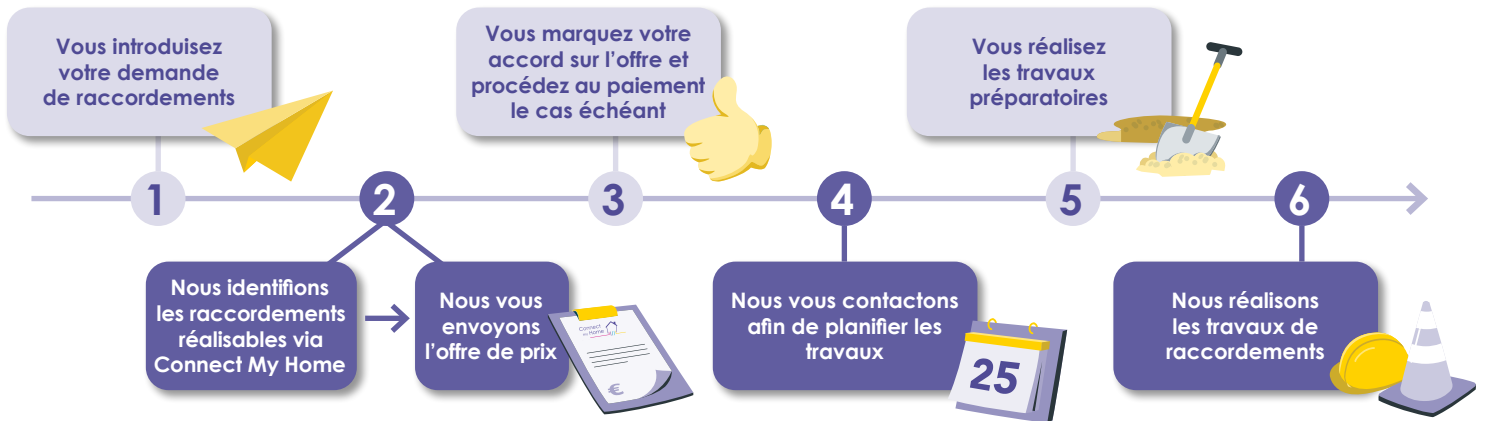 Vous introduisez
votre demande
de raccordements
1
2
Nous identifions
les raccordements
réalisables via
Connect My Home
Nous vous
envoyons
l'offre de prix
Connect
my Home
€
Vous marquez votre
accord sur l'offre et
procédez au paiement
le cas échéant
3
4
Nous vous contactons
afin de planifier les
travaux
25
Vous réalisez
les travaux
préparatoires
5
6
Nous réalisons
les travaux de
raccordements